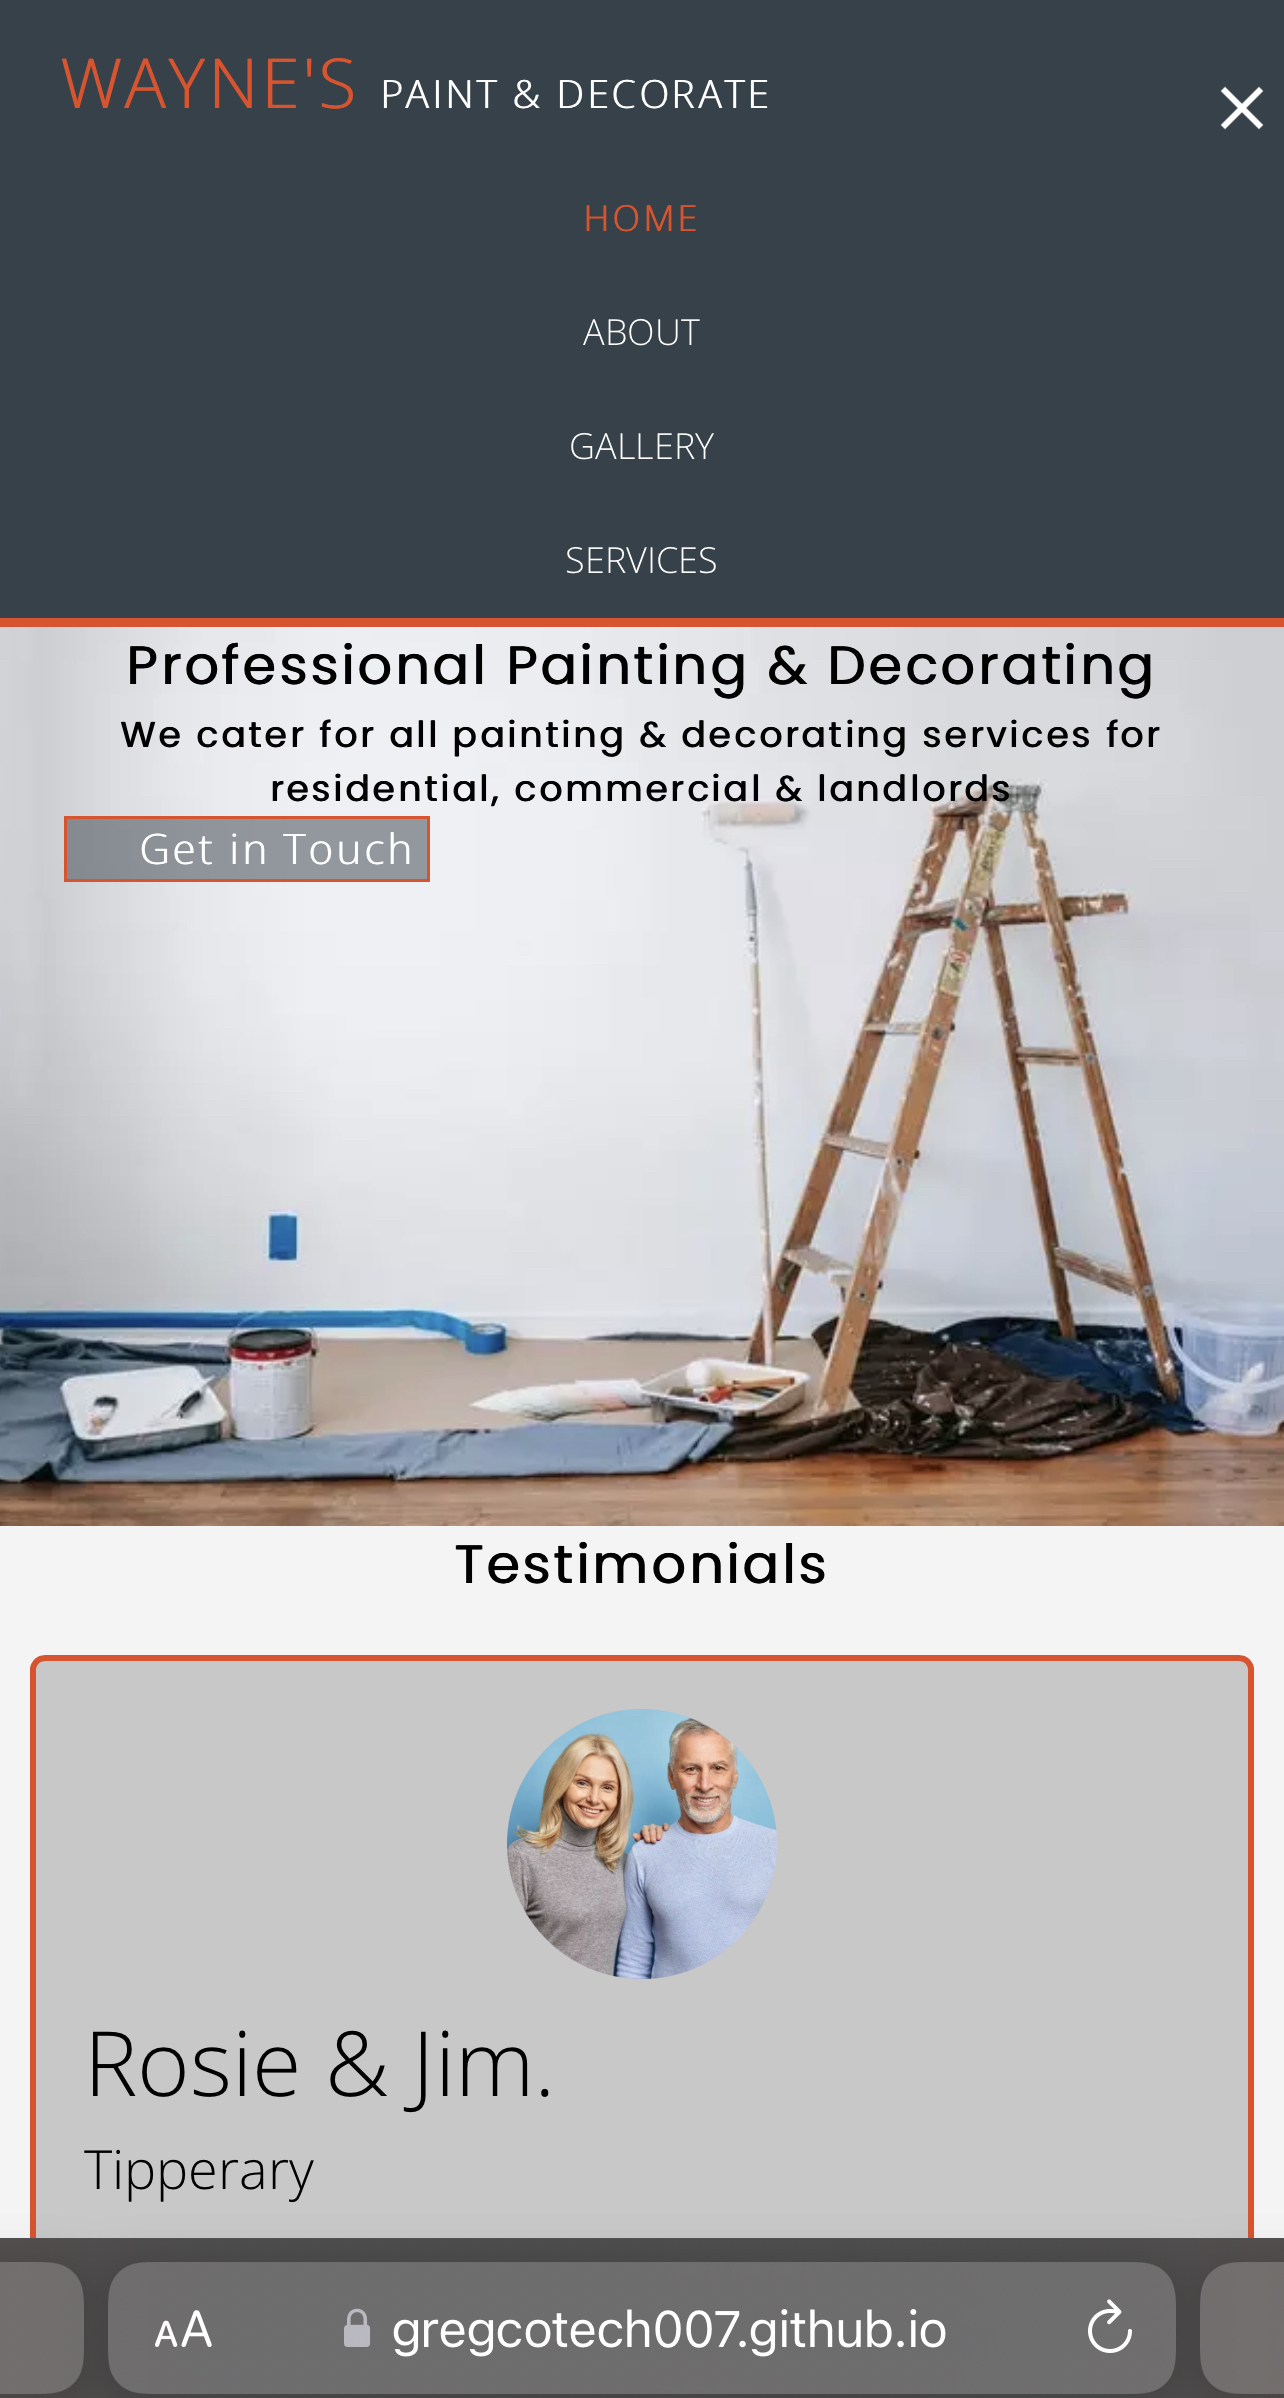 WAYNE'S PAINT & DECORATE
HOME
ABOUT
GALLERY
SERVICES
Professional Painting & Decorating
We cater for all painting & decorating services for
residential, commercial & landlords
Get in Touch
Testimonials
Rosie & Jim.
Tipperary
AA gregcotech007.github.io